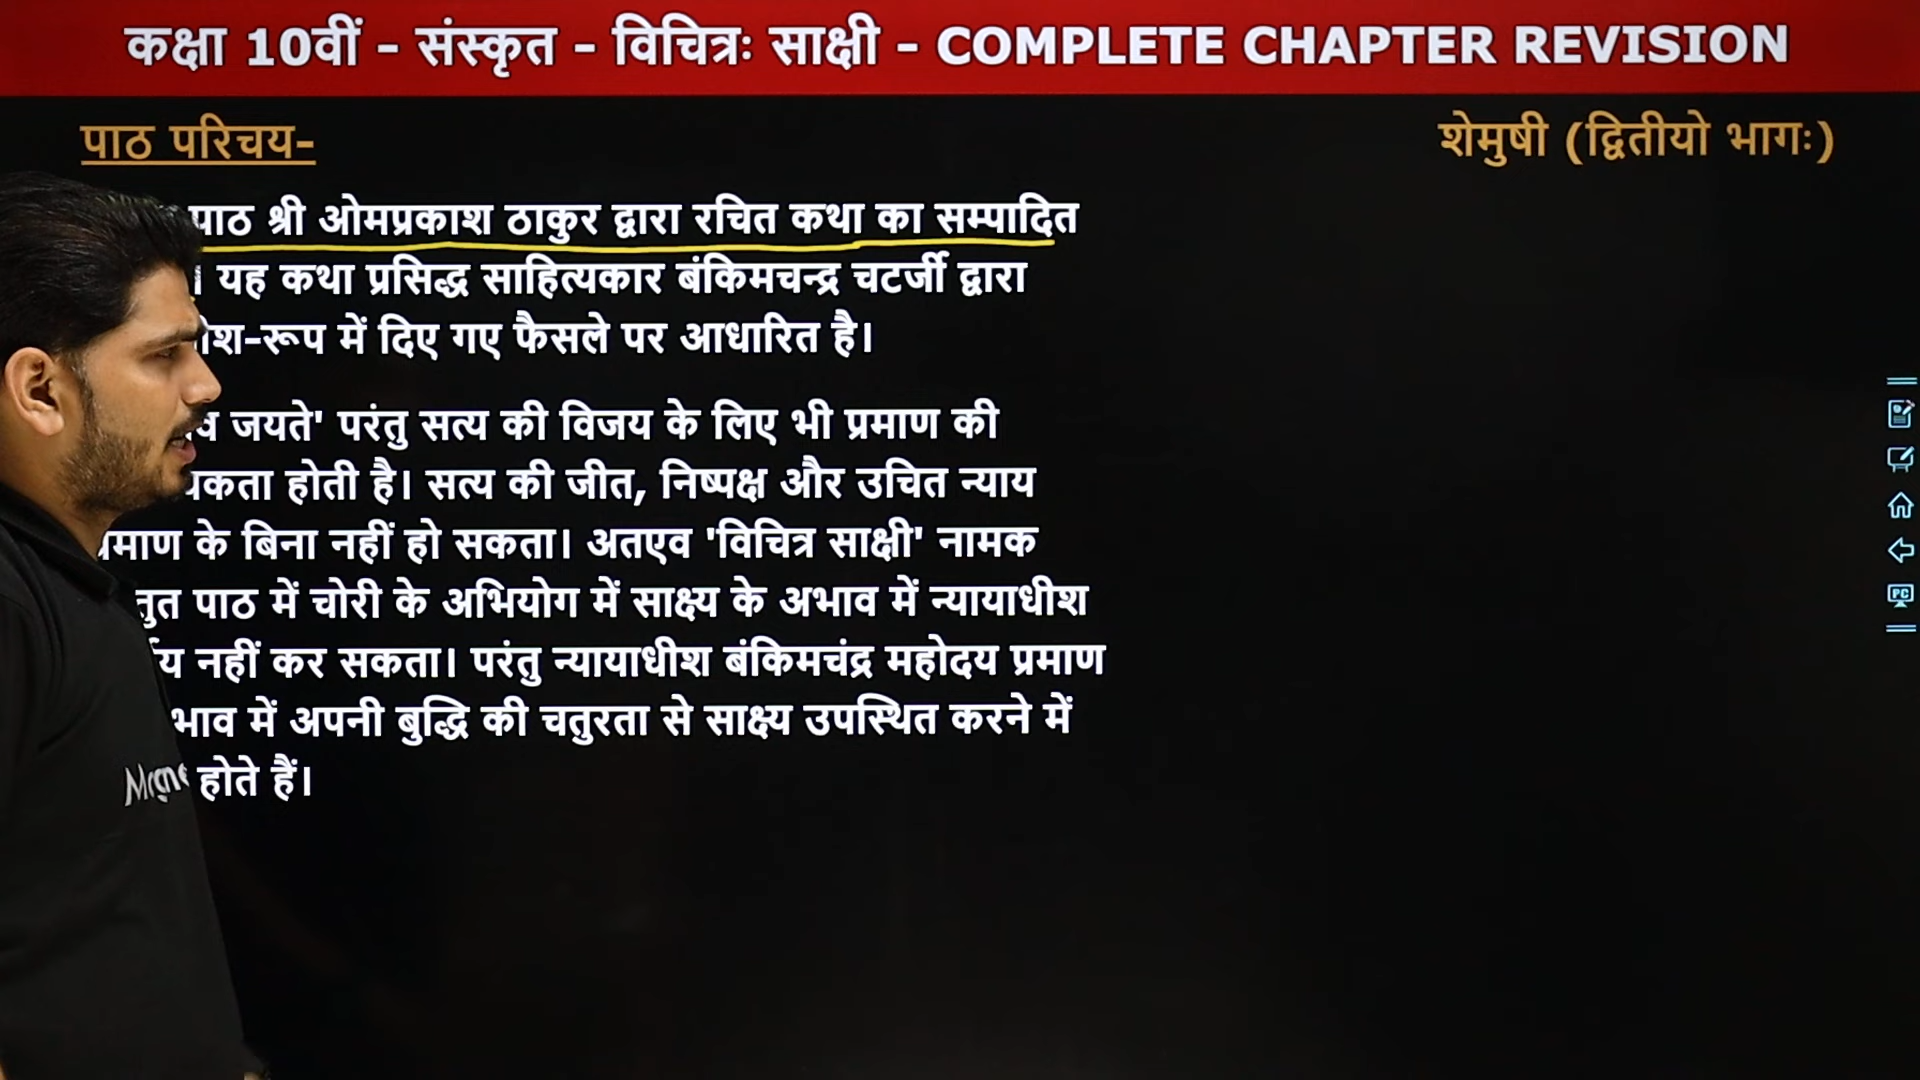 कक्षा 10वीं - संस्कृत - विचित्रः साक्षी - COMPLETE CHAPTER REVISION
पाठ परिचय-
शेमुषी (द्वितीयो भागः)
पाठ श्री ओमप्रकाश ठाकुर द्वारा रचित कथा का सम्पादित
। यह कथा प्रसिद्ध साहित्यकार बंकिमचन्द्र चटर्जी द्वारा
-रूप में दिए गए फैसले पर आधारित है।
जयते' परंतु सत्य की विजय के लिए भी प्रमाण की
होती है। सत्य की जीत, निष्पक्ष और उचित न्याय
के बिना नहीं हो सकता। अतएव 'विचित्र साक्षी' नामक
पाठ में चोरी के अभियोग में साक्ष्य के अभाव में न्यायाधीश
नहीं कर सकता। परंतु न्यायाधीश बंकिमचंद्र महोदय प्रमाण
में अपनी बुद्धि की चतुरता से साक्ष्य उपस्थित करने में
होते हैं।
PC